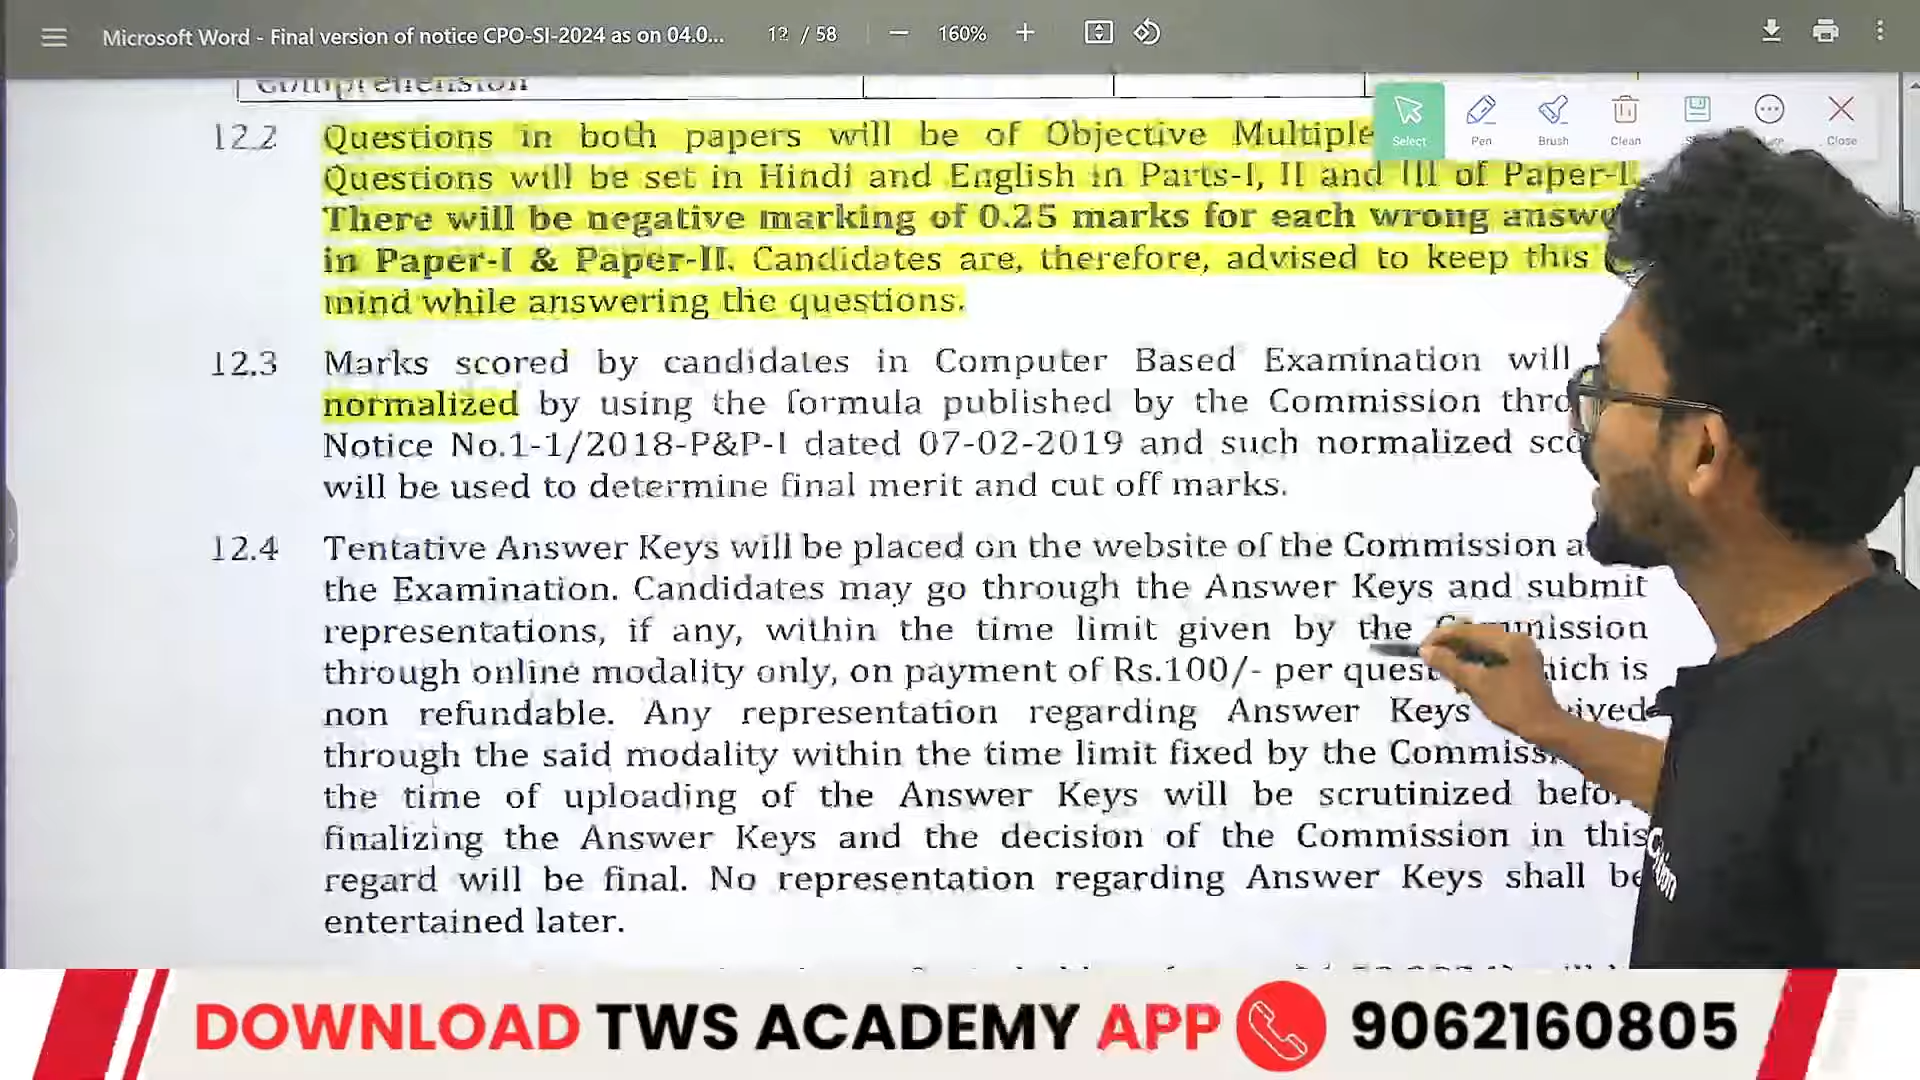 Microsoft Word - Final version of notice CPO-SI-2024 as on 04.0...
12 / 58
160%
Comprehension
Select
Pen
Brush
Clean
Close
12.2 Questions in both papers will be of Objective Multiple
Questions will be set in Hindi and English in Parts-I, II and III of Paper-I.
There will be negative marking of 0.25 marks for each wrong
in Paper-I & Paper-II. Candidates are, therefore, advised to keep this
mind while answering the questions.
12.3 Marks scored by candidates in Computer Based Examination will
normalized by using the formula published by the Commission
Notice No.1-1/2018-P&P-I dated 07-02-2019 and such normalized
will be used to determine final merit and cut off marks.
12.4 Tentative Answer Keys will be placed on the website of the Commission
the Examination. Candidates may go through the Answer Keys and submit
representations, if any, within the time limit given by the Commission
through online modality only, on payment of Rs.100/- per which is
non refundable. Any representation regarding Answer Keys
through the said modality within the time limit fixed by the
the time of uploading of the Answer Keys will be scrutinized before
finalizing the Answer Keys and the decision of the Commission in this
regard will be final. No representation regarding Answer Keys shall be
entertained later.
DOWNLOAD TWS ACADEMY APP 9062160805